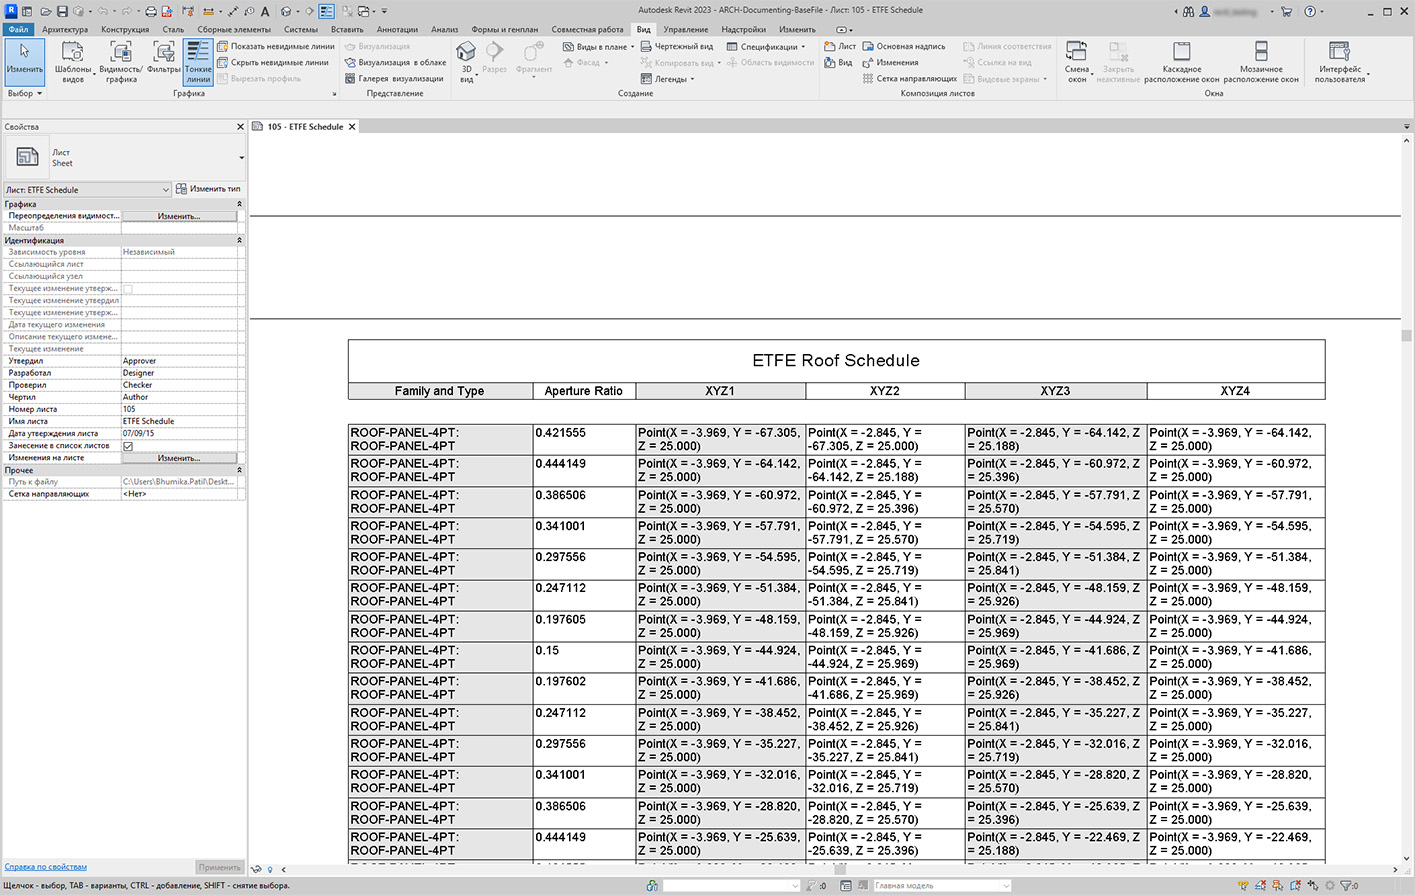 Autodesk Revit 2023 - ARCH-Documenting-BaseFile - Лист: 105 - ETFE Schedule
Файл Архитектура Конструкция Сталь Сборные элементы Системы Вставить Аннотации Анализ Формы и генплан Совместная работа Вид Управление Надстройки Изменить
Изменить
Шаблоны видов
Видимость/графика
Фильтры
Тонкие линии
Показать невидимые линии
Скрыть невидимые линии
Вырезать профиль
Визуализация
Визуализация в облаке
Галерея визуализации
3D вид
Разрез
Фрагмент
Виды в плане
Фасад
Чертежный вид
Копировать вид
Легенды
Спецификации
Область видимости
Лист
Вид
Основная надпись
Изменения
Сетка направляющих
Линия соответствия
Ссылка на вид
Видовые экраны
Смена окон
Закрыть неактивные
Каскадное расположение окон
Мозаичное расположение окон
Интерфейс пользователя
Выбор
Графика
Представление
Создание
Композиция листов
Окна
Свойства
105 - ETFE Schedule
Лист
Sheet
Лист: ETFE Schedule
Изменить тип
Графика
Переопределения видимост... Изменить...
Масштаб
Идентификация
Зависимость уровня Независимый
Ссылающийся лист
Ссылающийся узел
Текущее изменение утверж...
Текущее изменение утвердил
Текущее изменение утверж...
Дата текущего изменения
Описание текущего измене...
Текущее изменение
Утвердил Approver
Разработал Designer
Проверил Checker
Чертил Author
Номер листа 105
Имя листа ETFE Schedule
Дата утверждения листа 07/09/15
Занесение в список листов
Изменения на листе Изменить...
Прочее
Путь к файлу C:\Users\Bhumika.Patil\Deskt...
Сетка направляющих <Нет>
ETFE Roof Schedule
Family and Type Aperture Ratio XYZ1 XYZ2 XYZ3 XYZ4
ROOF-PANEL-4PT: 0.421555 Point(X = -3.969, Y = -67.305, Point(X = -2.845, Y = Point(X = -2.845, Y = -64.142, Z Point(X = -3.969, Y = -64.142,
ROOF-PANEL-4PT Z = 25.000) -67.305, Z = 25.000) = 25.188) Z = 25.000)
ROOF-PANEL-4PT: 0.444149 Point(X = -3.969, Y = -64.142, Point(X = -2.845, Y = Point(X = -2.845, Y = -60.972, Z Point(X = -3.969, Y = -60.972,
ROOF-PANEL-4PT Z = 25.000) -64.142, Z = 25.188) = 25.396) Z = 25.000)
ROOF-PANEL-4PT: 0.386506 Point(X = -3.969, Y = -60.972, Point(X = -2.845, Y = Point(X = -2.845, Y = -57.791, Z Point(X = -3.969, Y = -57.791,
ROOF-PANEL-4PT Z = 25.000) -60.972, Z = 25.396) = 25.570) Z = 25.000)
ROOF-PANEL-4PT: 0.341001 Point(X = -3.969, Y = -57.791, Point(X = -2.845, Y = Point(X = -2.845, Y = -54.595, Z Point(X = -3.969, Y = -54.595,
ROOF-PANEL-4PT Z = 25.000) -57.791, Z = 25.570) = 25.719) Z = 25.000)
ROOF-PANEL-4PT: 0.297556 Point(X = -3.969, Y = -54.595, Point(X = -2.845, Y = Point(X = -2.845, Y = -51.384, Z Point(X = -3.969, Y = -51.384,
ROOF-PANEL-4PT Z = 25.000) -54.595, Z = 25.719) = 25.841) Z = 25.000)
ROOF-PANEL-4PT: 0.247112 Point(X = -3.969, Y = -51.384, Point(X = -2.845, Y = Point(X = -2.845, Y = -48.159, Z Point(X = -3.969, Y = -48.159,
ROOF-PANEL-4PT Z = 25.000) -51.384, Z = 25.841) = 25.926) Z = 25.000)
ROOF-PANEL-4PT: 0.197605 Point(X = -3.969, Y = -48.159, Point(X = -2.845, Y = Point(X = -2.845, Y = -44.924, Z Point(X = -3.969, Y = -44.924,
ROOF-PANEL-4PT Z = 25.000) -48.159, Z = 25.926) = 25.969) Z = 25.000)
ROOF-PANEL-4PT: 0.15 Point(X = -3.969, Y = -44.924, Point(X = -2.845, Y = Point(X = -2.845, Y = -41.686, Z Point(X = -3.969, Y = -41.686,
ROOF-PANEL-4PT Z = 25.000) -44.924, Z = 25.969) = 25.969) Z = 25.000)
ROOF-PANEL-4PT: 0.197602 Point(X = -3.969, Y = -41.686, Point(X = -2.845, Y = Point(X = -2.845, Y = -38.452, Z Point(X = -3.969, Y = -38.452,
ROOF-PANEL-4PT Z = 25.000) -41.686, Z = 25.969) = 25.926) Z = 25.000)
ROOF-PANEL-4PT: 0.247112 Point(X = -3.969, Y = -38.452, Point(X = -2.845, Y = Point(X = -2.845, Y = -35.227, Z Point(X = -3.969, Y = -35.227,
ROOF-PANEL-4PT Z = 25.000) -38.452, Z = 25.926) = 25.841) Z = 25.000)
ROOF-PANEL-4PT: 0.297556 Point(X = -3.969, Y = -35.227, Point(X = -2.845, Y = Point(X = -2.845, Y = -32.016, Z Point(X = -3.969, Y = -32.016,
ROOF-PANEL-4PT Z = 25.000) -35.227, Z = 25.841) = 25.719) Z = 25.000)
ROOF-PANEL-4PT: 0.341001 Point(X = -3.969, Y = -32.016, Point(X = -2.845, Y = Point(X = -2.845, Y = -28.820, Z Point(X = -3.969, Y = -28.820,
ROOF-PANEL-4PT Z = 25.000) -32.016, Z = 25.719) = 25.570) Z = 25.000)
ROOF-PANEL-4PT: 0.386506 Point(X = -3.969, Y = -28.820, Point(X = -2.845, Y = Point(X = -2.845, Y = -25.639, Z Point(X = -3.969, Y = -25.639,
ROOF-PANEL-4PT Z = 25.000) -28.820, Z = 25.570) = 25.396) Z = 25.000)
ROOF-PANEL-4PT: 0.444149 Point(X = -3.969, Y = -25.639, Point(X = -2.845, Y = Point(X = -2.845, Y = -22.469, Z Point(X = -3.969, Y = -22.469,
ROOF-PANEL-4PT Z = 25.000) -25.639, Z = 25.396) = 25.188) Z = 25.000)
Справка по свойствам
Применить
Щелчок - выбор, TAB - варианты, CTRL - добавление, SHIFT - снятие выбора.
:0
Главная модель
:0